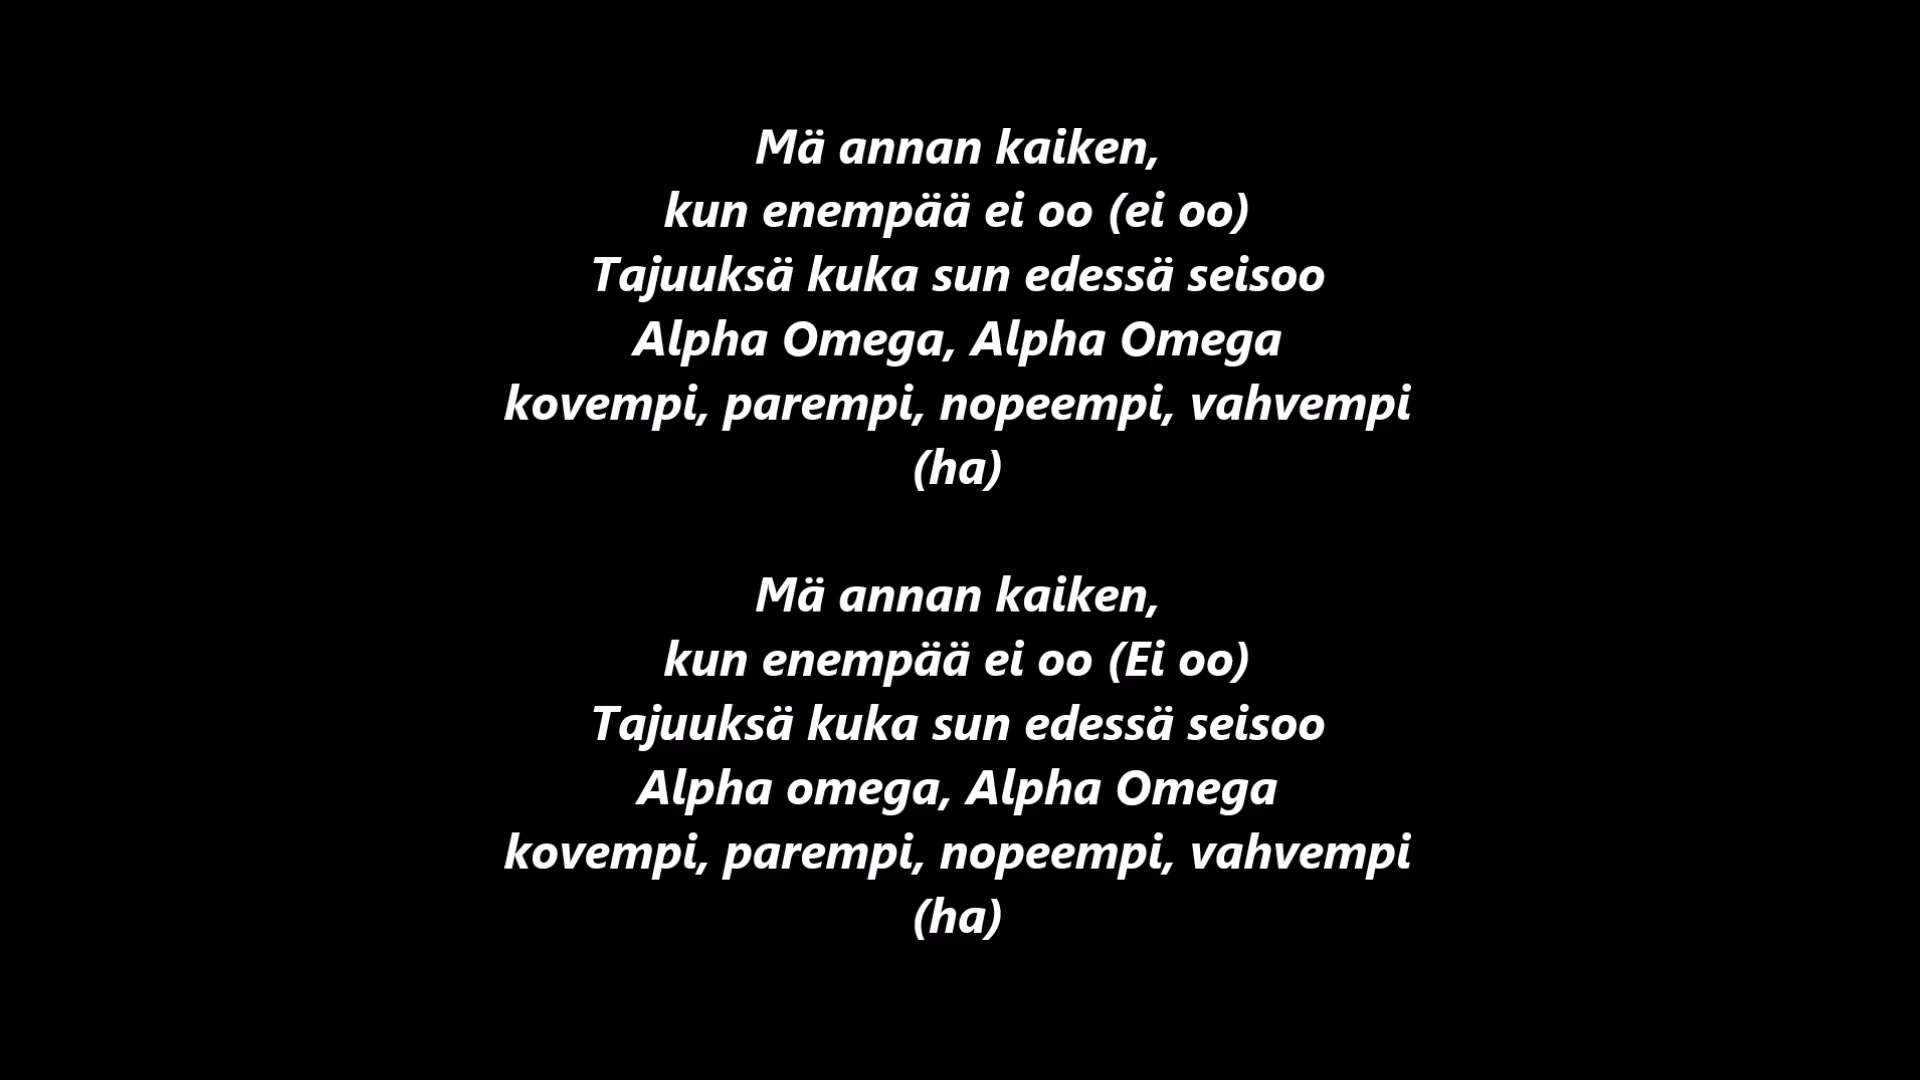 Mä annan kaiken,
kun enempää ei oo (ei oo)
Tajuuksä kuka sun edessä seisoo
Alpha Omega, Alpha Omega
kovempi, parempi, nopeempi, vahvempi
(ha)
Mä annan kaiken,
kun enempää ei oo (Ei oo)
Tajuuksä kuka sun edessä seisoo
Alpha omega, Alpha Omega
kovempi, parempi, nopeempi, vahvempi
(ha)